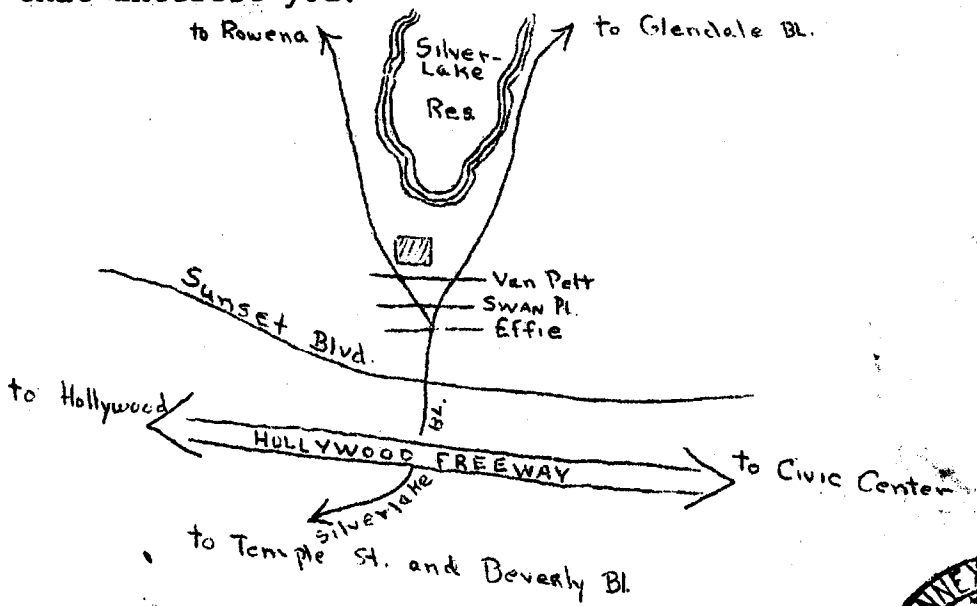 to Rowena
Silver-
Lake
Res
to Glendale BL.
Van Pelt
SWAN Pl.
Effie
Sunset Blvd.
to Hollywood
BL.
HOLLYWOOD FREEWAY
to Civic Center
Silverlake
to Temple St. and Beverly Bl.